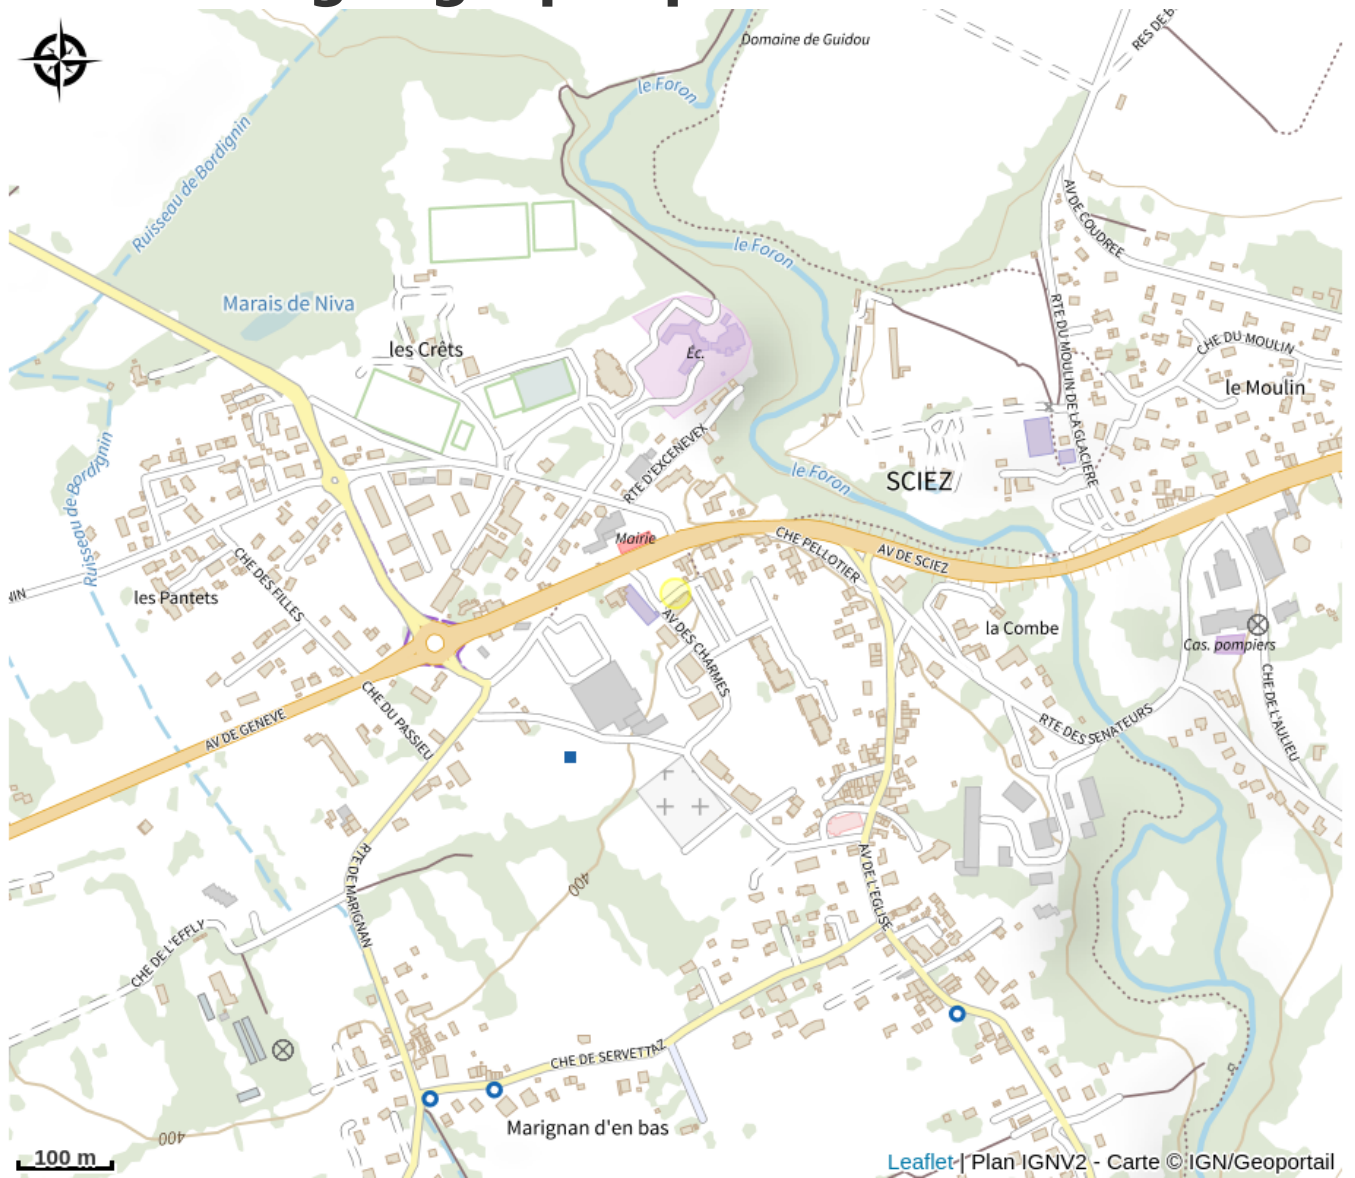 Domaine de Guidou
RES DE B
le Foron
Ruisseau de Bordignin
AV DE COUDREE
le Foron
Marais de Niva
RTE DU MOULIN DE LA GLACIERE
CHE DU MOULIN
les Crêts
Éc.
le Moulin
RTE D'EXCENEVEX
Ruisseau de Bordignin
le Foron
SCIEZ
Mairie
CHE PELLOTIER
AV DE SCIEZ
NIN
les Pantets
CHE DES FILLES
AV DES CHARMES
la Combe
Cas. pompiers
CHE DE L'AULIEU
CHE DU PASSIEU
AV DE GENEVE
RTE DES SENATEURS
RTE DE MARIGNAN
AV DE L'EGLISE
400
CHE DE L'EFFLY
CHE DE SERVETTAZ
Marignan d'en bas
400
100 m
Leaflet | Plan IGNV2 - Carte © IGN/Geoportail